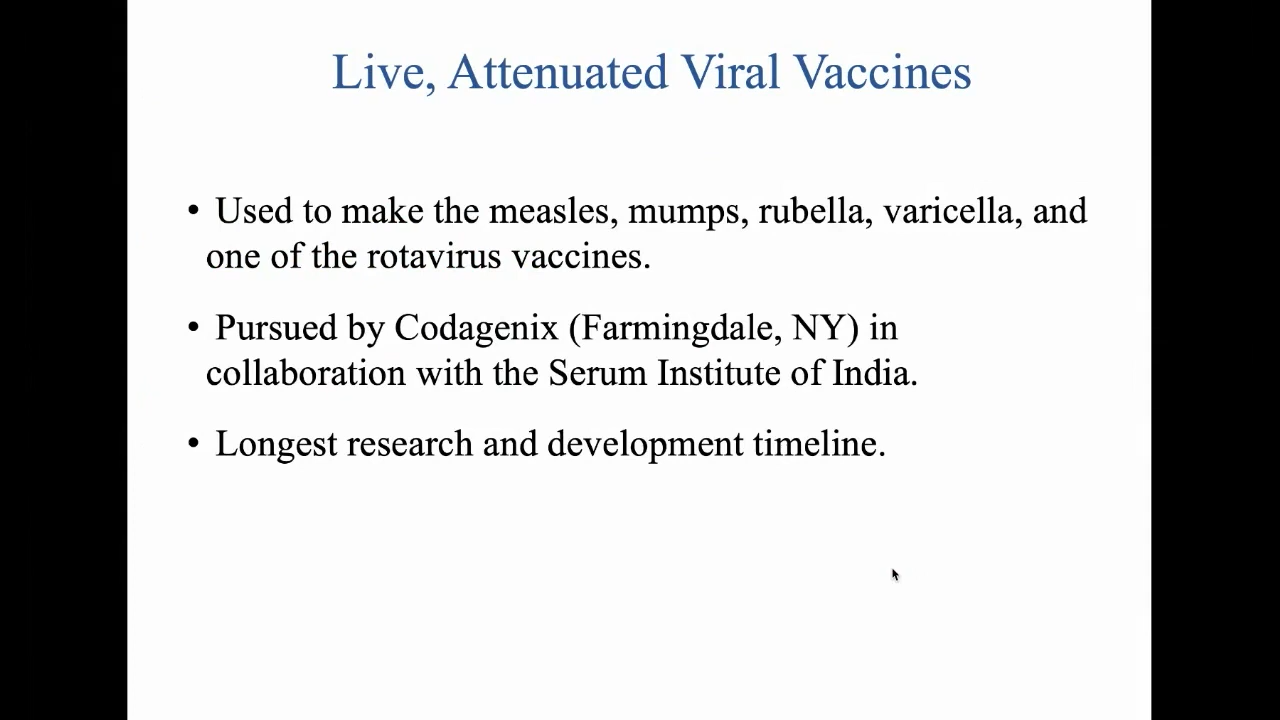 Live, Attenuated Viral Vaccines
• Used to make the measles, mumps, rubella, varicella, and
one of the rotavirus vaccines.
• Pursued by Codagenix (Farmingdale, NY) in
collaboration with the Serum Institute of India.
• Longest research and development timeline.